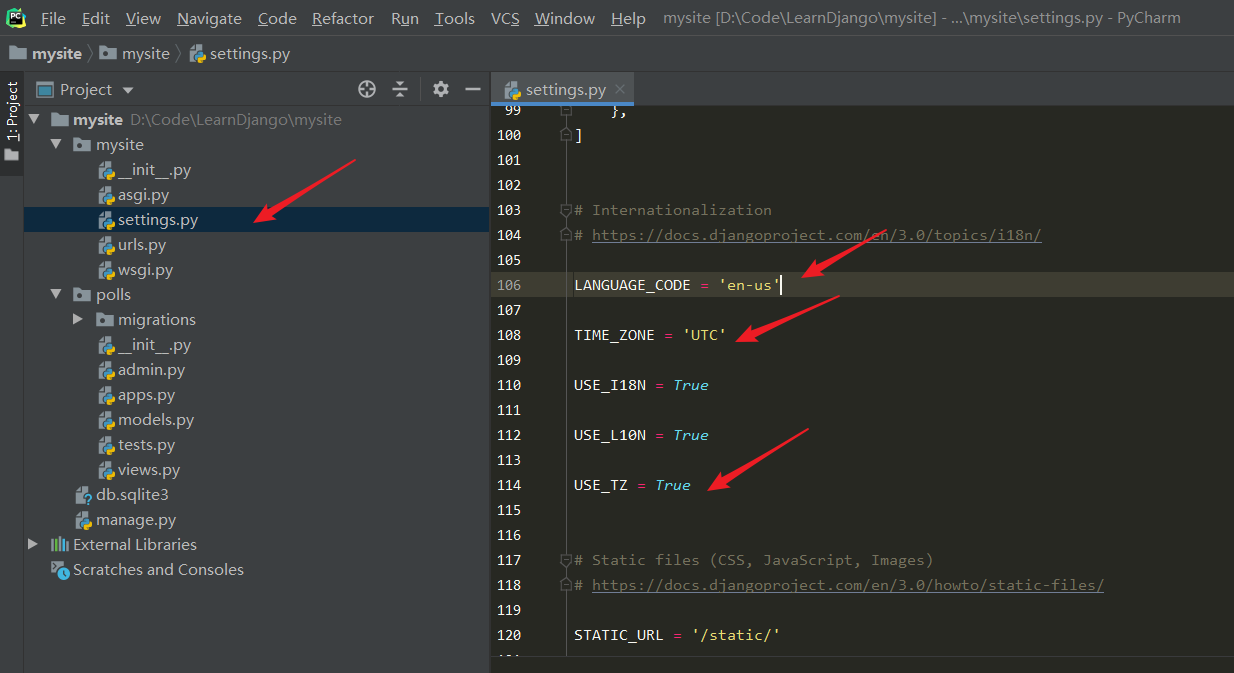 PC File Edit View Navigate Code Refactor Run Tools VCS Window Help mysite [D:\Code\LearnDjango\mysite] - ...\mysite\settings.py - PyCharm
mysite mysite settings.py
1: Project
Project
mysite D:\Code\LearnDjango\mysite
mysite
__init__.py
asgi.py
settings.py
urls.py
wsgi.py
polls
migrations
__init__.py
admin.py
apps.py
models.py
tests.py
views.py
db.sqlite3
manage.py
External Libraries
Scratches and Consoles
settings.py
99 },
100 ]
101
102
103 # Internationalization
104 # https://docs.djangoproject.com/en/3.0/topics/i18n/
105
106 LANGUAGE_CODE = 'en-us'
107
108 TIME_ZONE = 'UTC'
109
110 USE_I18N = True
111
112 USE_L10N = True
113
114 USE_TZ = True
115
116
117 # Static files (CSS, JavaScript, Images)
118 # https://docs.djangoproject.com/en/3.0/howto/static-files/
119
120 STATIC_URL = '/static/'